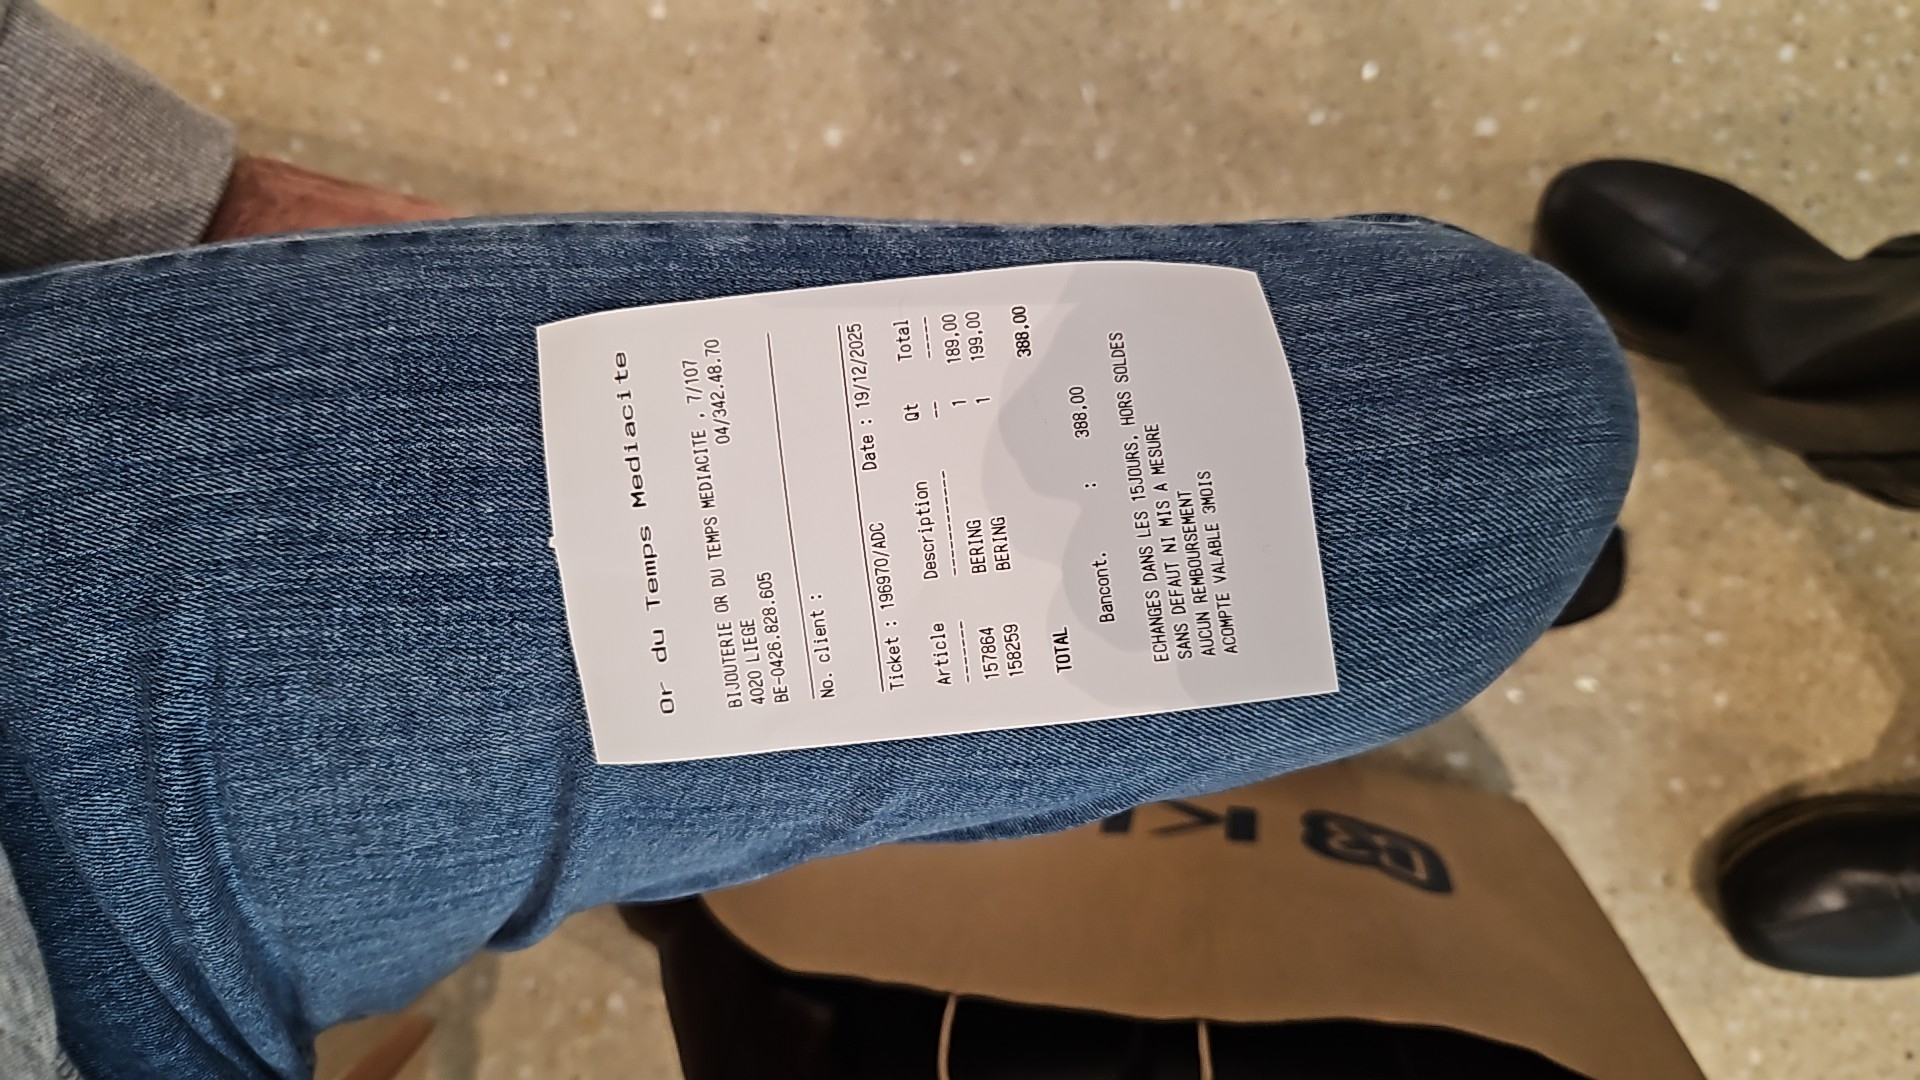 Or du Temps Mediacite
BIJOUTERIE OR DU TEMPS MEDIACITE , 7/107
4020 LIEGE 04/342.48.70
BE-0426.828.605
No. client :
Ticket : 196970/ADC Date : 19/12/2025
Article Description Qt Total
------- ----------- -- -----
157864 BERING 1 189,00
158259 BERING 1 199,00
TOTAL 388,00
Bancont. : 388,00
ECHANGES DANS LES 15JOURS, HORS SOLDES
SANS DEFAUT NI MIS A MESURE
AUCUN REMBOURSEMENT
ACOMPTE VALABLE 3MOIS